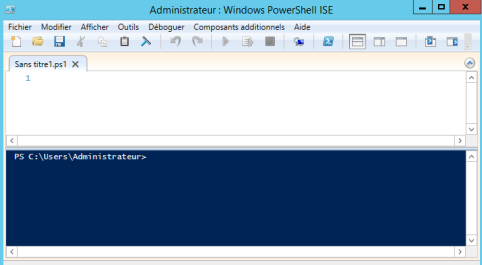 Administrateur : Windows PowerShell ISE
Fichier Modifier Afficher Outils Déboguer Composants additionnels Aide
Sans titre1.ps1 X
1
PS C:\Users\Administrateur>